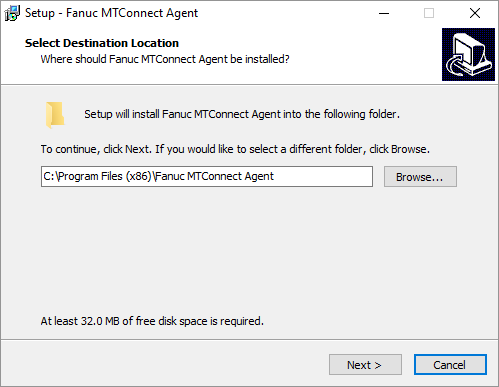 Setup - Fanuc MTConnect Agent
Select Destination Location
Where should Fanuc MTConnect Agent be installed?
Setup will install Fanuc MTConnect Agent into the following folder.
To continue, click Next. If you would like to select a different folder, click Browse.
C:\Program Files (x86)\Fanuc MTConnect Agent
Browse...
At least 32.0 MB of free disk space is required.
Next >
Cancel